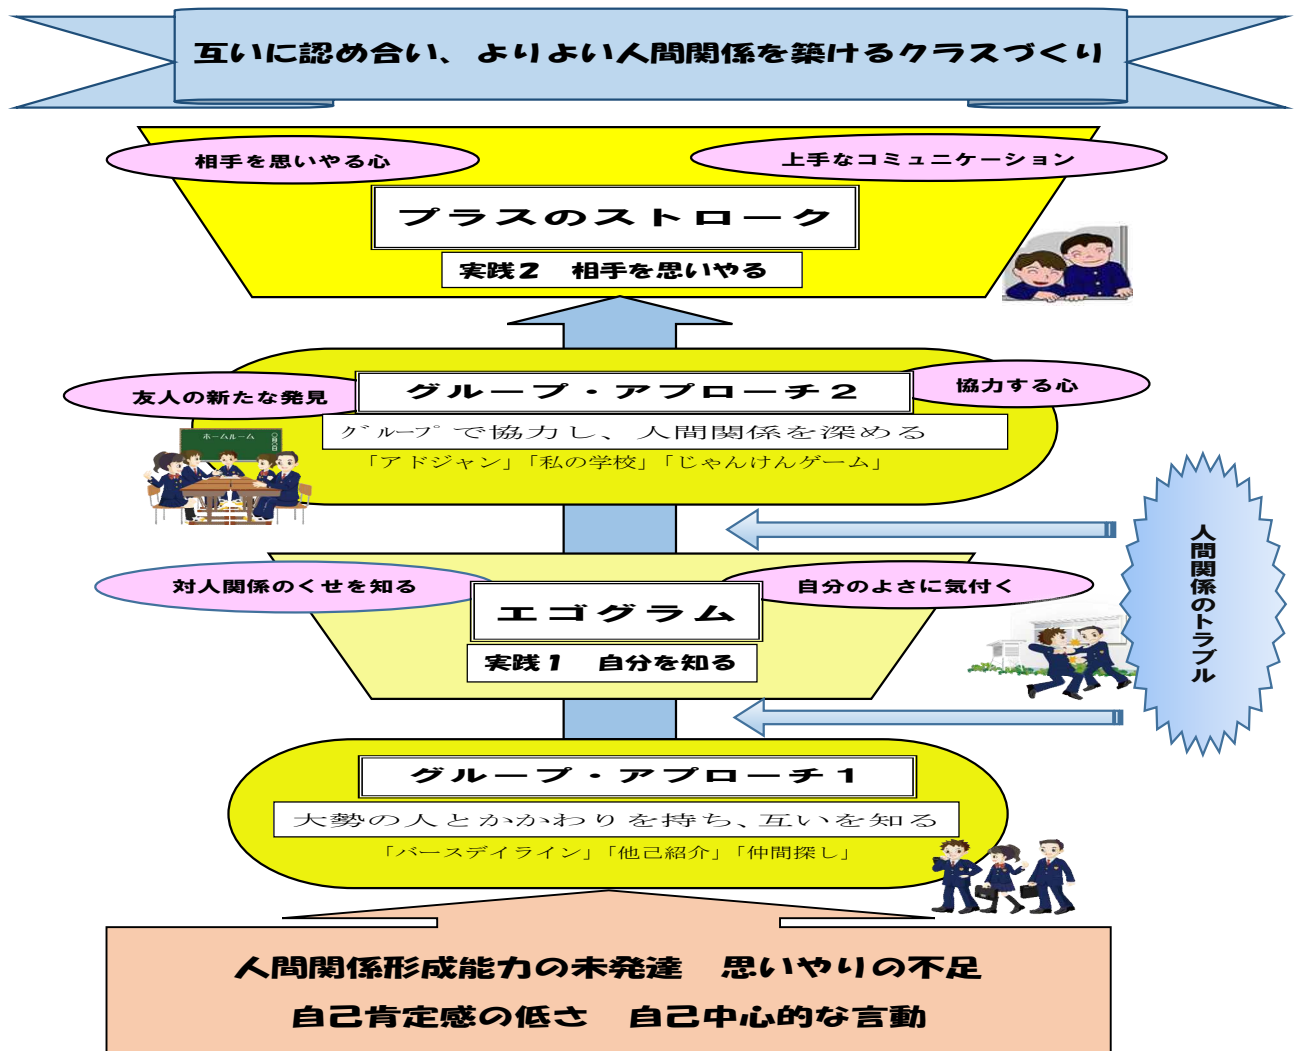 互いに認め合い、よりよい人間関係を築けるクラスづくり
相手を思いやる心
上手なコミュニケーション
プラスのストローク
実践２　相手を思いやる
友人の新たな発見
グループ・アプローチ２
協力する心
ｸﾞﾙｰﾌﾟで協力し、人間関係を深める
「アドジャン」「私の学校」「じゃんけんゲーム」
ホームルーム
人間関係のトラブル
対人関係のくせを知る
自分のよさに気付く
エゴグラム
実践１　自分を知る
グループ・アプローチ１
大勢の人とかかわりを持ち、互いを知る
「バースデイライン」「他己紹介」「仲間探し」
人間関係形成能力の未発達　思いやりの不足
自己肯定感の低さ　自己中心的な言動